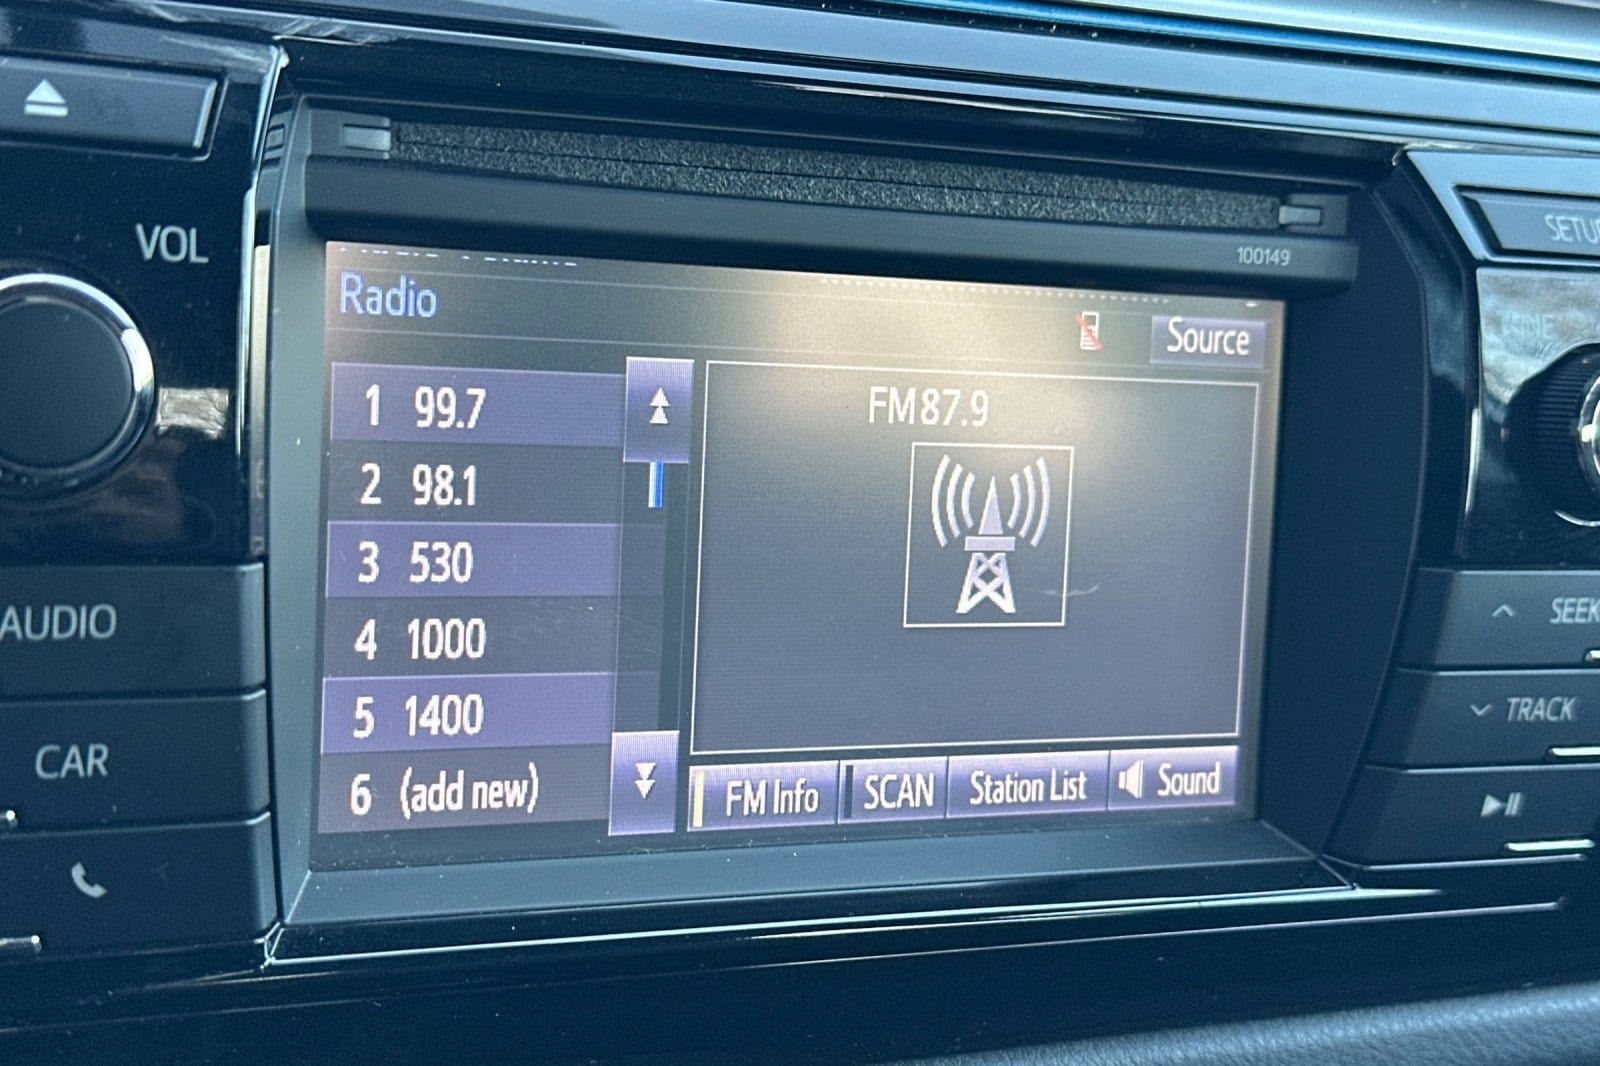 VOL
100149
SETU
Radio
Source
1 99.7
FM 87.9
2 98.1
3 530
4 1000
5 1400
6 (add new)
FM Info
SCAN
Station List
Sound
AUDIO
CAR
SEEK
TRACK